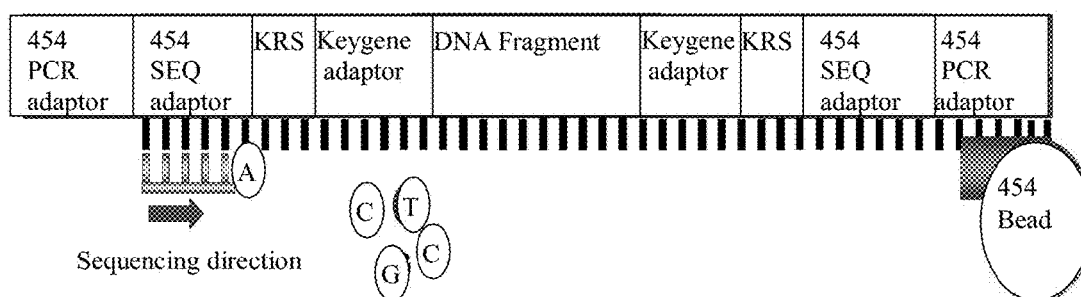 454
PCR
adaptor
454
SEQ
adaptor
KRS
Keygene
adaptor
DNA Fragment
Keygene
adaptor
KRS
454
SEQ
adaptor
454
PCR
adaptor
A
C
T
C
G
Sequencing direction
454
Bead